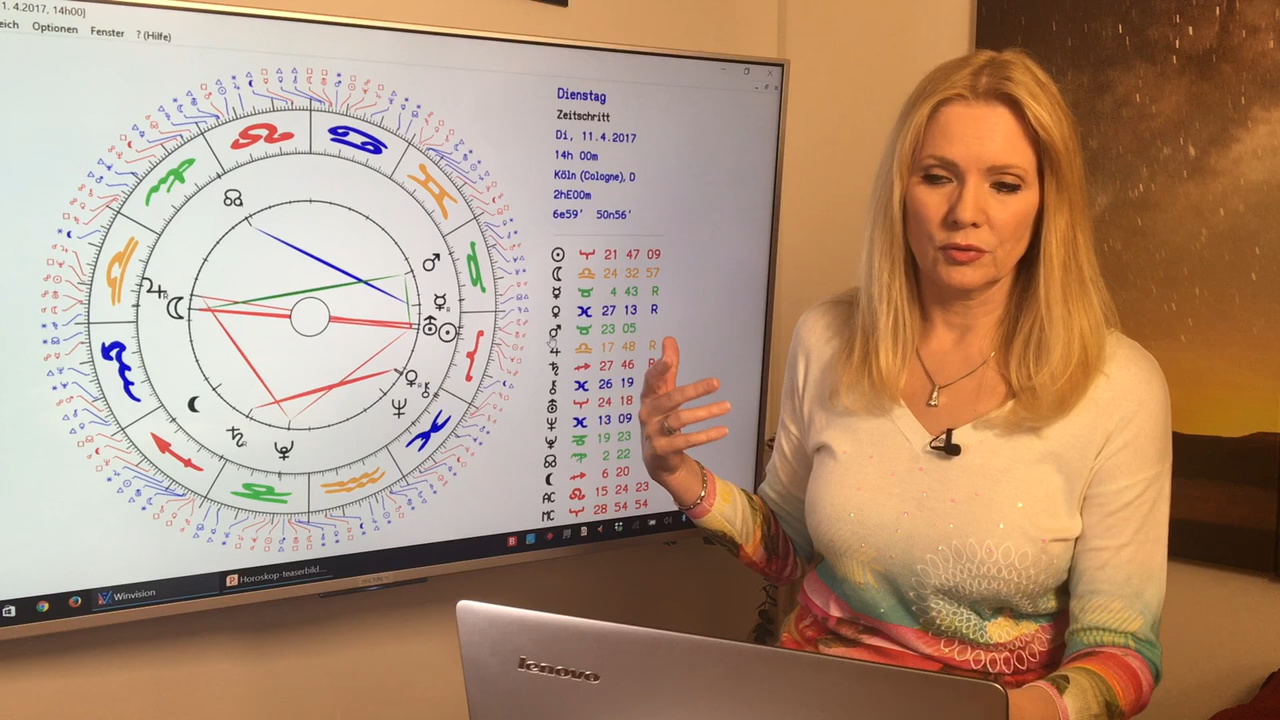 1. 4.2017, 14h00]
eich Optionen Fenster ? (Hilfe)
Dienstag
Zeitschritt
Di, 11.4.2017
14h 00m
Köln (Cologne), D
2hE00m
6e59' 50n56'
☉ ♈ 21 47 09
☾ ♎ 24 32 57
☿ ♉ 4 43 R
♀ ♓ 27 13 R
♂ ♉ 23 05
♃ ♎ 17 48 R
♄ ♐ 27 46 R
⚷ ♓ 26 19
♅ ♈ 24 18
♆ ♓ 13 09
♇ ♑ 19 23
☊ ♍ 2 22
⚸ ♐ 6 20
AC ♌ 15 24 23
MC ♈ 28 54 54
Horoskop-teaserbild...
Winvision
lenovo